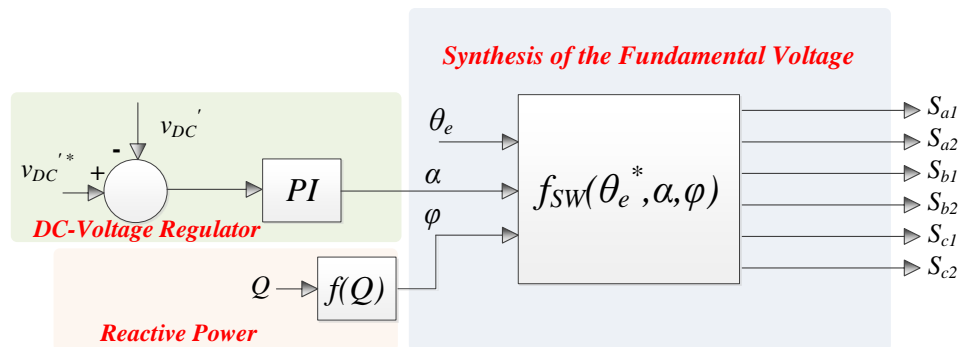 Synthesis of the Fundamental Voltage
v_DC'
v_DC'*
+
-
PI
DC-Voltage Regulator
θ_e
α
φ
f_SW(θ_e*,α,φ)
S_a1
S_a2
S_b1
S_b2
S_c1
S_c2
Q
f(Q)
Reactive Power